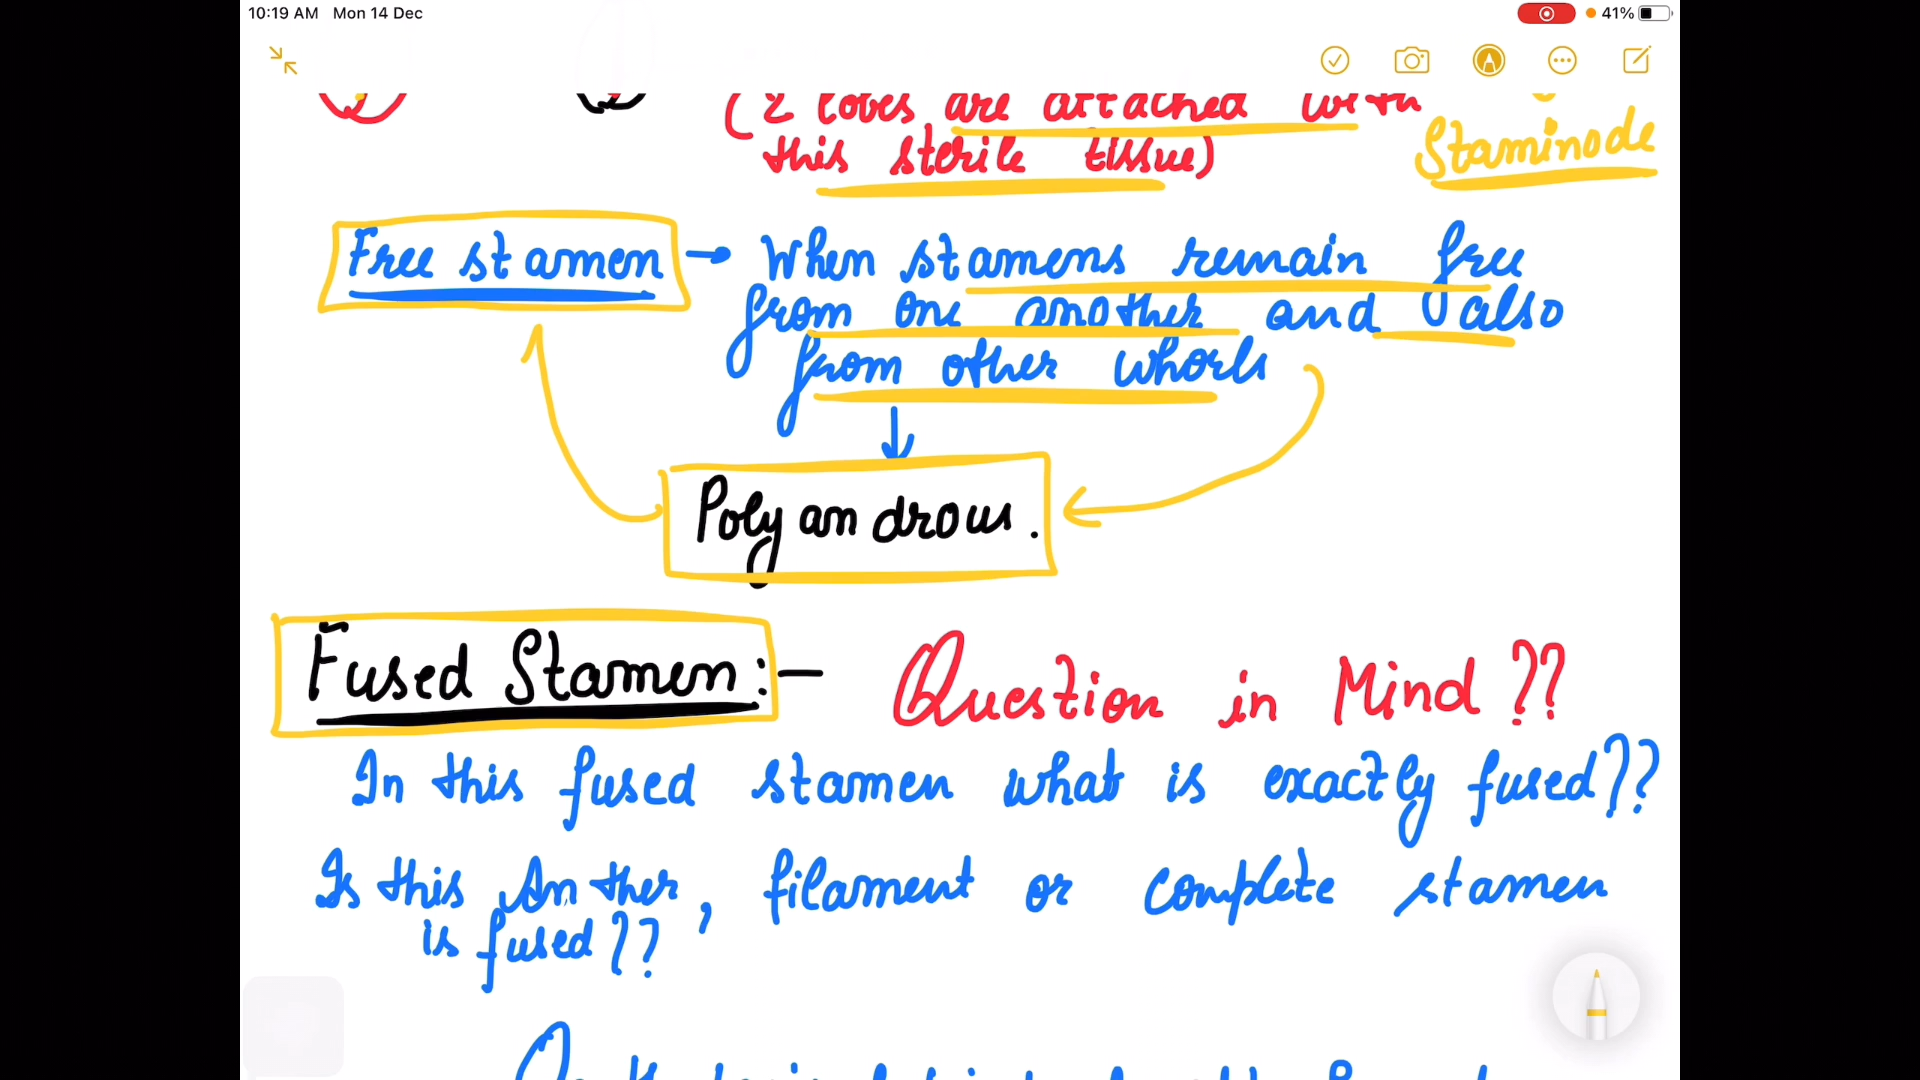 10:19 AM Mon 14 Dec
41%
(2 lobes are attached with
this sterile tissue)
Staminode
Free stamen → When stamens remain free
from one another and also
from other whorls
↓
Polyandrous.
Fused Stamen:- Question in Mind ??
In this fused stamen what is exactly fused??
Is this Anther, filament or complete stamen
is fused??